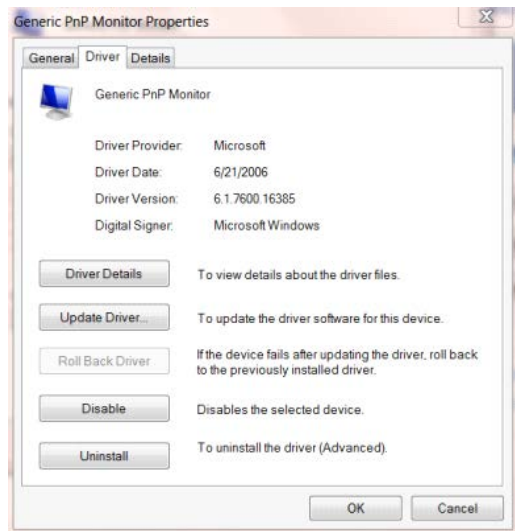 Generic PnP Monitor Properties
General Driver Details
Generic PnP Monitor
Driver Provider: Microsoft
Driver Date: 6/21/2006
Driver Version: 6.1.7600.16385
Digital Signer: Microsoft Windows
Driver Details To view details about the driver files.
Update Driver... To update the driver software for this device.
Roll Back Driver If the device fails after updating the driver, roll back
to the previously installed driver.
Disable Disables the selected device.
Uninstall To uninstall the driver (Advanced).
OK Cancel